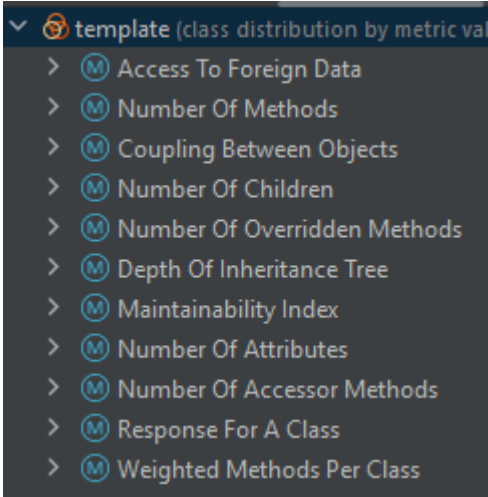 template (class distribution by metric val
M Access To Foreign Data
M Number Of Methods
M Coupling Between Objects
M Number Of Children
M Number Of Overridden Methods
M Depth Of Inheritance Tree
M Maintainability Index
M Number Of Attributes
M Number Of Accessor Methods
M Response For A Class
M Weighted Methods Per Class